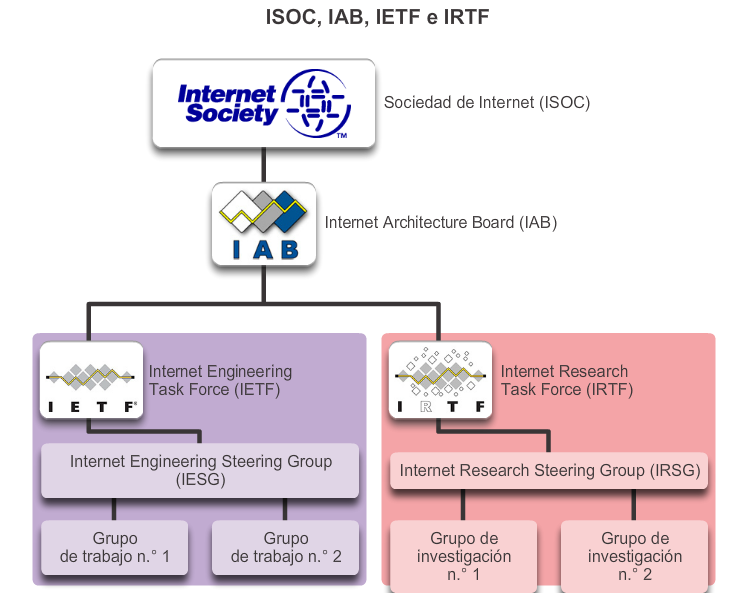 ISOC, IAB, IETF e IRTF
Internet
Society
TM
Sociedad de Internet (ISOC)
IAB
Internet Architecture Board (IAB)
IETF®
Internet Engineering
Task Force (IETF)
IRTF
Internet Research
Task Force (IRTF)
Internet Engineering Steering Group
(IESG)
Internet Research Steering Group (IRSG)
Grupo
de trabajo n.° 1
Grupo
de trabajo n.° 2
Grupo de
investigación
n.° 1
Grupo de
investigación
n.° 2